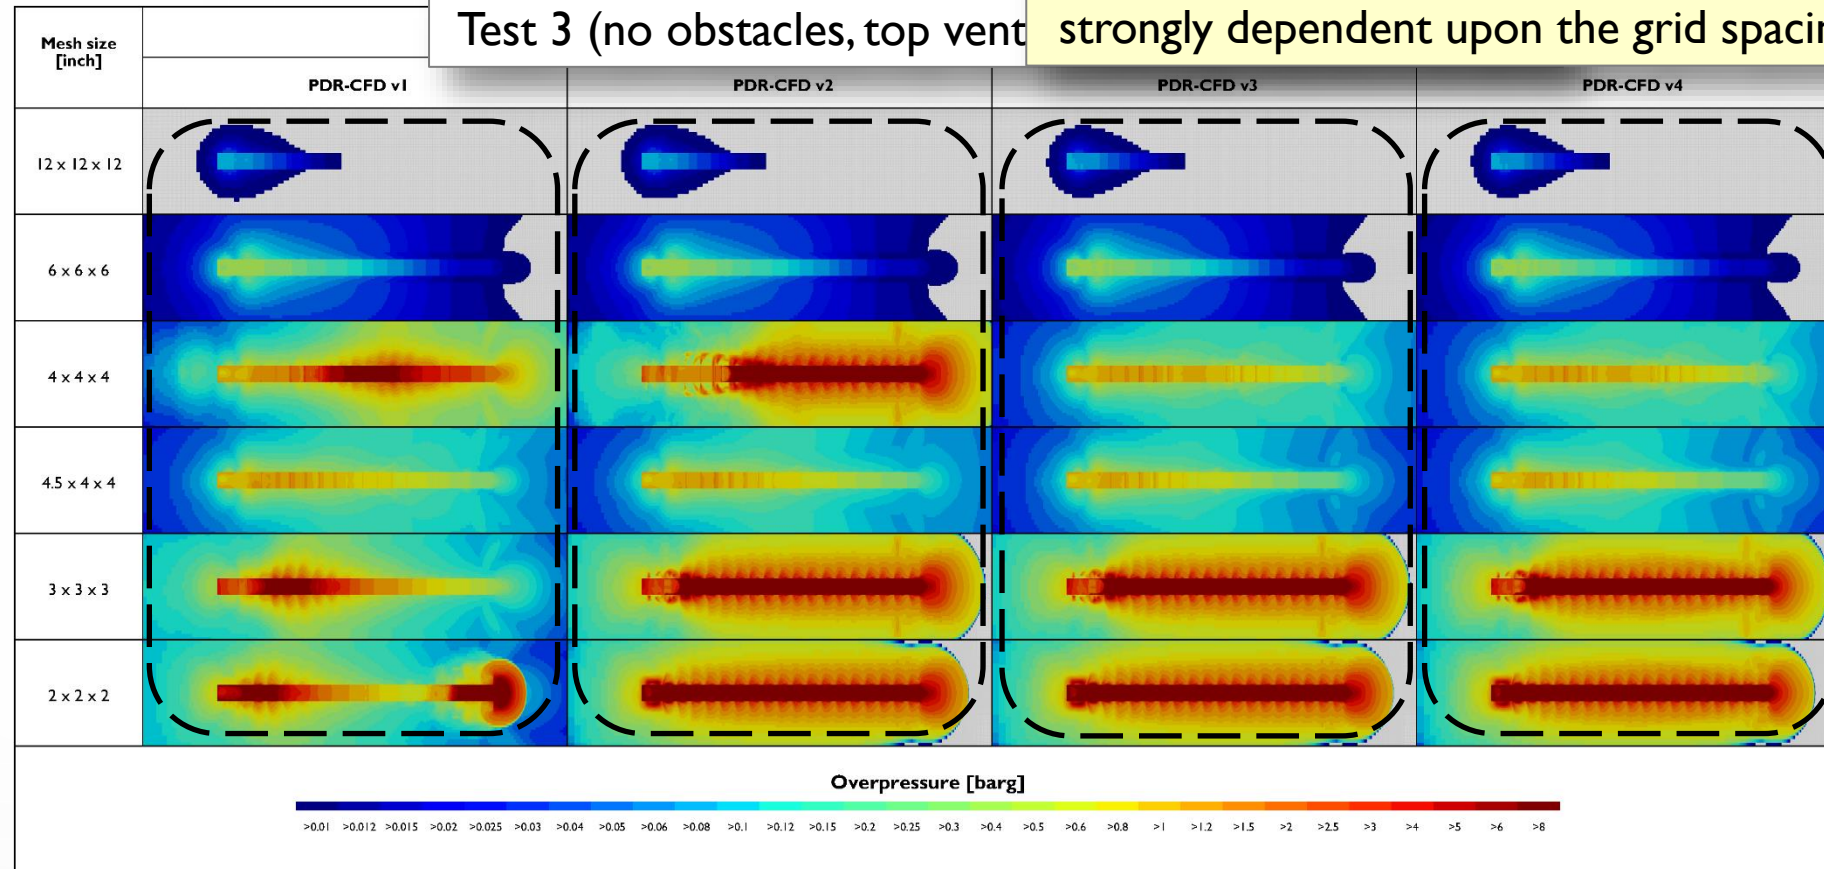 Test 3 (no obstacles, top vent
strongly dependent upon the grid spacin
Mesh size
[inch]
PDR-CFD v1
PDR-CFD v2
PDR-CFD v3
PDR-CFD v4
12 x 12 x 12
6 x 6 x 6
4 x 4 x 4
4.5 x 4 x 4
3 x 3 x 3
2 x 2 x 2
Overpressure [barg]
>0.01 >0.012 >0.015 >0.02 >0.025 >0.03 >0.04 >0.05 >0.06 >0.08 >0.1 >0.12 >0.15 >0.2 >0.25 >0.3 >0.4 >0.5 >0.6 >0.8 >1 >1.2 >1.5 >2 >2.5 >3 >4 >5 >6 >8